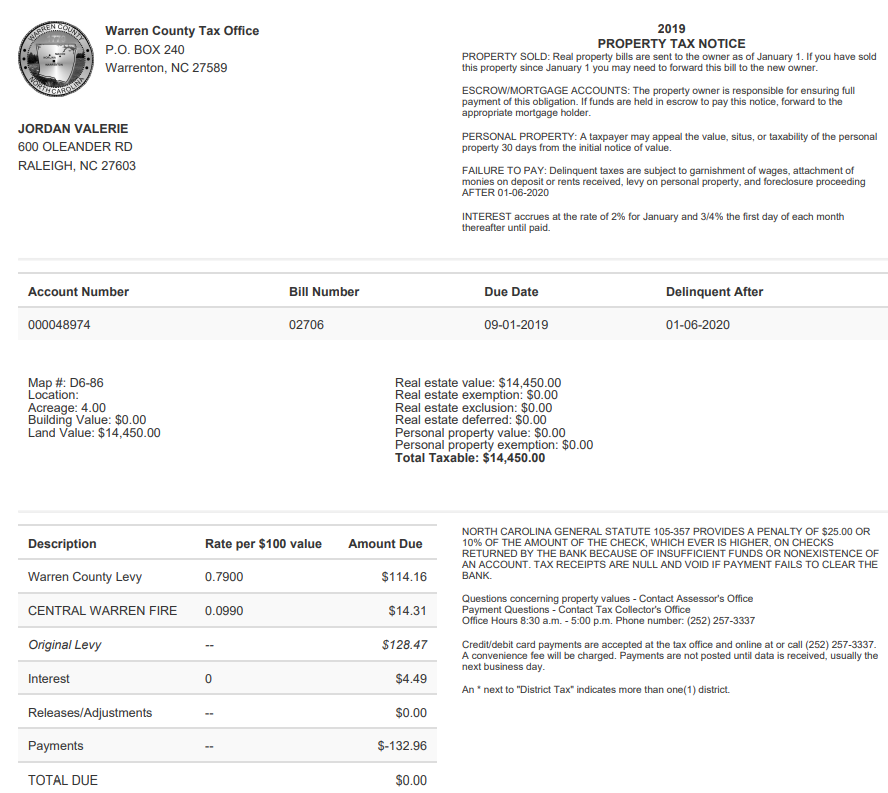 WARREN COUNTY
NORTH CAROLINA
Warren County Tax Office
P.O. BOX 240
Warrenton, NC 27589
JORDAN VALERIE
600 OLEANDER RD
RALEIGH, NC 27603
2019
PROPERTY TAX NOTICE
PROPERTY SOLD: Real property bills are sent to the owner as of January 1. If you have sold
this property since January 1 you may need to forward this bill to the new owner.
ESCROW/MORTGAGE ACCOUNTS: The property owner is responsible for ensuring full
payment of this obligation. If funds are held in escrow to pay this notice, forward to the
appropriate mortgage holder.
PERSONAL PROPERTY: A taxpayer may appeal the value, situs, or taxability of the personal
property 30 days from the initial notice of value.
FAILURE TO PAY: Delinquent taxes are subject to garnishment of wages, attachment of
monies on deposit or rents received, levy on personal property, and foreclosure proceeding
AFTER 01-06-2020
INTEREST accrues at the rate of 2% for January and 3/4% the first day of each month
thereafter until paid.
Account Number Bill Number Due Date Delinquent After
000048974 02706 09-01-2019 01-06-2020
Map #: D6-86
Location:
Acreage: 4.00
Building Value: $0.00
Land Value: $14,450.00
Real estate value: $14,450.00
Real estate exemption: $0.00
Real estate exclusion: $0.00
Real estate deferred: $0.00
Personal property value: $0.00
Personal property exemption: $0.00
Total Taxable: $14,450.00
Description Rate per $100 value Amount Due
Warren County Levy 0.7900 $114.16
CENTRAL WARREN FIRE 0.0990 $14.31
Original Levy -- $128.47
Interest 0 $4.49
Releases/Adjustments -- $0.00
Payments -- $-132.96
TOTAL DUE $0.00
NORTH CAROLINA GENERAL STATUTE 105-357 PROVIDES A PENALTY OF $25.00 OR
10% OF THE AMOUNT OF THE CHECK, WHICH EVER IS HIGHER, ON CHECKS
RETURNED BY THE BANK BECAUSE OF INSUFFICIENT FUNDS OR NONEXISTENCE OF
AN ACCOUNT. TAX RECEIPTS ARE NULL AND VOID IF PAYMENT FAILS TO CLEAR THE
BANK.
Questions concerning property values - Contact Assessor's Office
Payment Questions - Contact Tax Collector's Office
Office Hours 8:30 a.m. - 5:00 p.m. Phone number: (252) 257-3337
Credit/debit card payments are accepted at the tax office and online at or call (252) 257-3337.
A convenience fee will be charged. Payments are not posted until data is received, usually the
next business day.
An * next to "District Tax" indicates more than one(1) district.